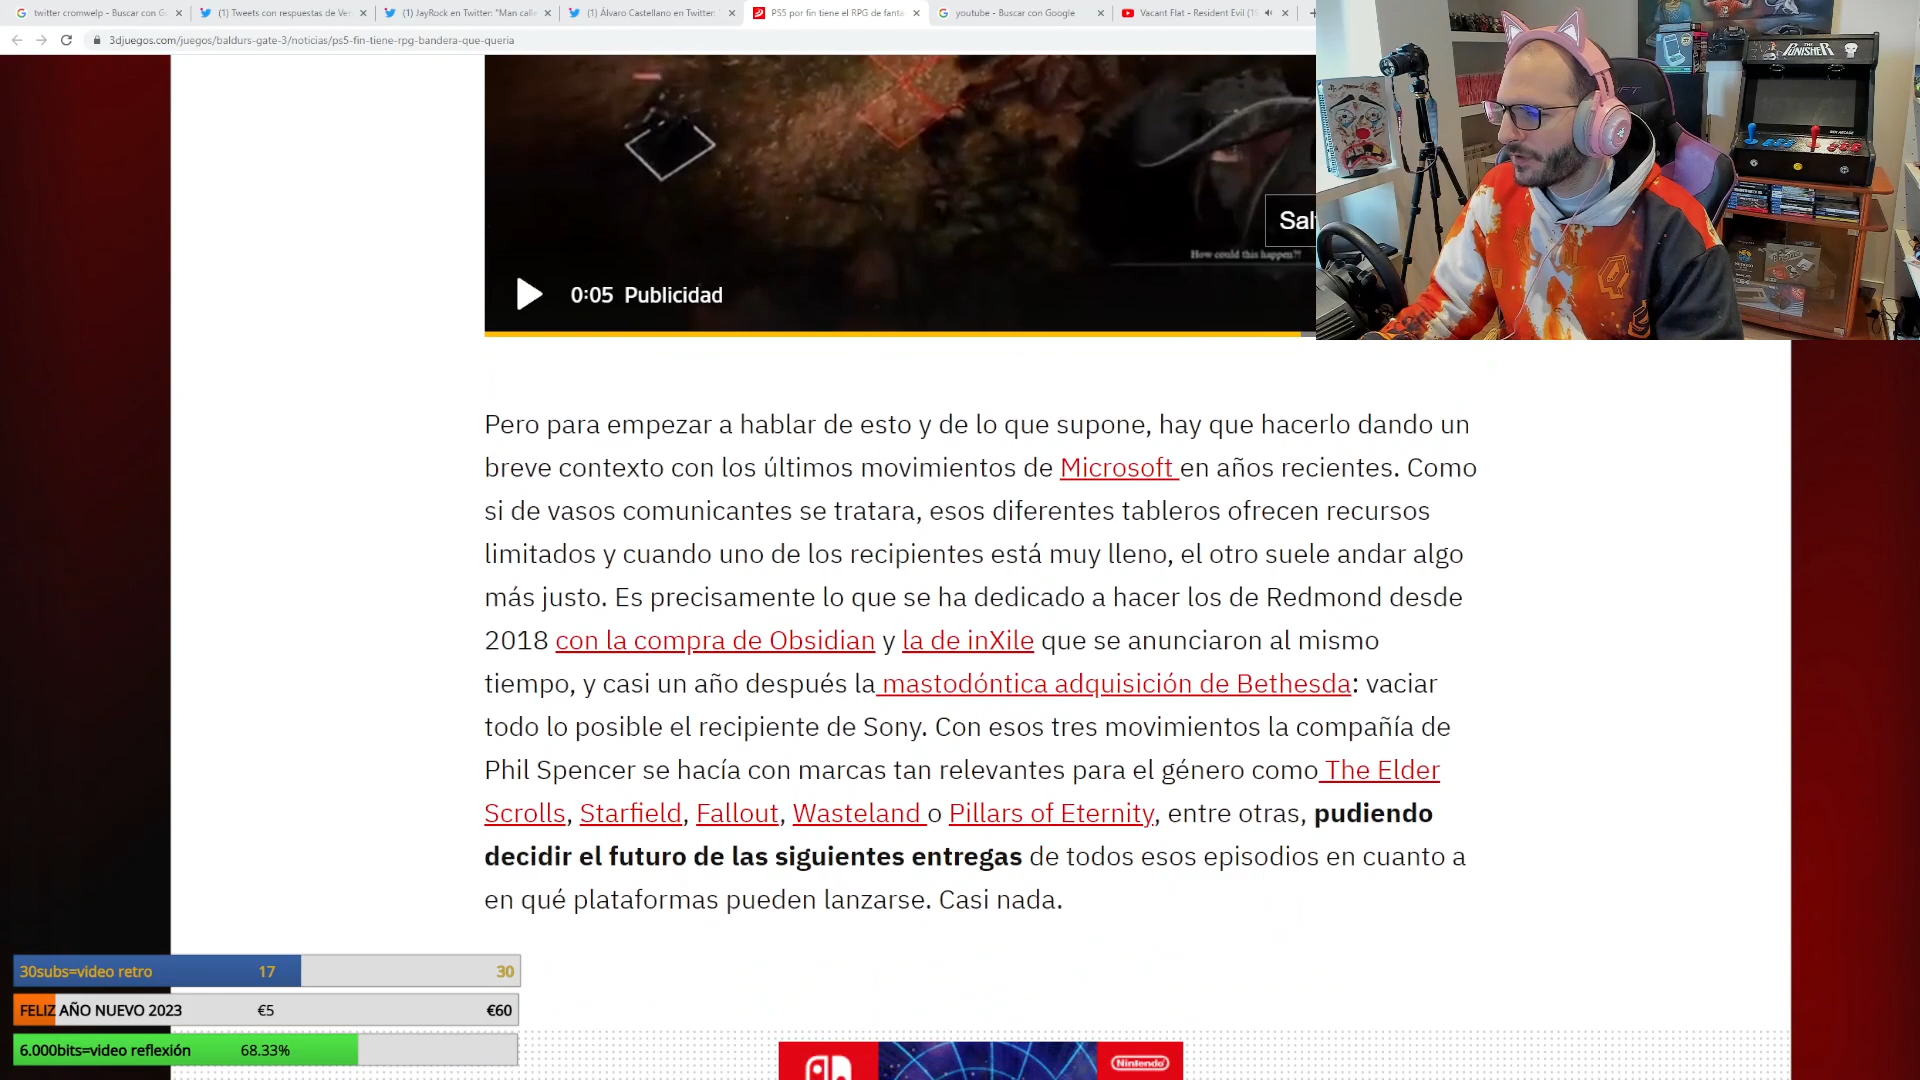 twitter cromwelp - Buscar con G
(1) Tweets con respuestas de Ver
(1) JayRock en Twitter: "Man call
(1) Álvaro Castellano en Twitter:
PS5 por fin tiene el RPG de fanta
youtube - Buscar con Google
Vacant Flat - Resident Evil (1
3djuegos.com/juegos/baldurs-gate-3/noticias/ps5-fin-tiene-rpg-bandera-que-queria
THE PUNISHER
Sal
How could this happen?!
0:05 Publicidad
Pero para empezar a hablar de esto y de lo que supone, hay que hacerlo dando un
breve contexto con los últimos movimientos de Microsoft en años recientes. Como
si de vasos comunicantes se tratara, esos diferentes tableros ofrecen recursos
limitados y cuando uno de los recipientes está muy lleno, el otro suele andar algo
más justo. Es precisamente lo que se ha dedicado a hacer los de Redmond desde
2018 con la compra de Obsidian y la de inXile que se anunciaron al mismo
tiempo, y casi un año después la mastodóntica adquisición de Bethesda: vaciar
todo lo posible el recipiente de Sony. Con esos tres movimientos la compañía de
Phil Spencer se hacía con marcas tan relevantes para el género como The Elder
Scrolls, Starfield, Fallout, Wasteland o Pillars of Eternity, entre otras, pudiendo
decidir el futuro de las siguientes entregas de todos esos episodios en cuanto a
en qué plataformas pueden lanzarse. Casi nada.
30subs=video retro 17 30
FELIZ AÑO NUEVO 2023 €5 €60
6.000bits=video reflexión 68.33%
Nintendo